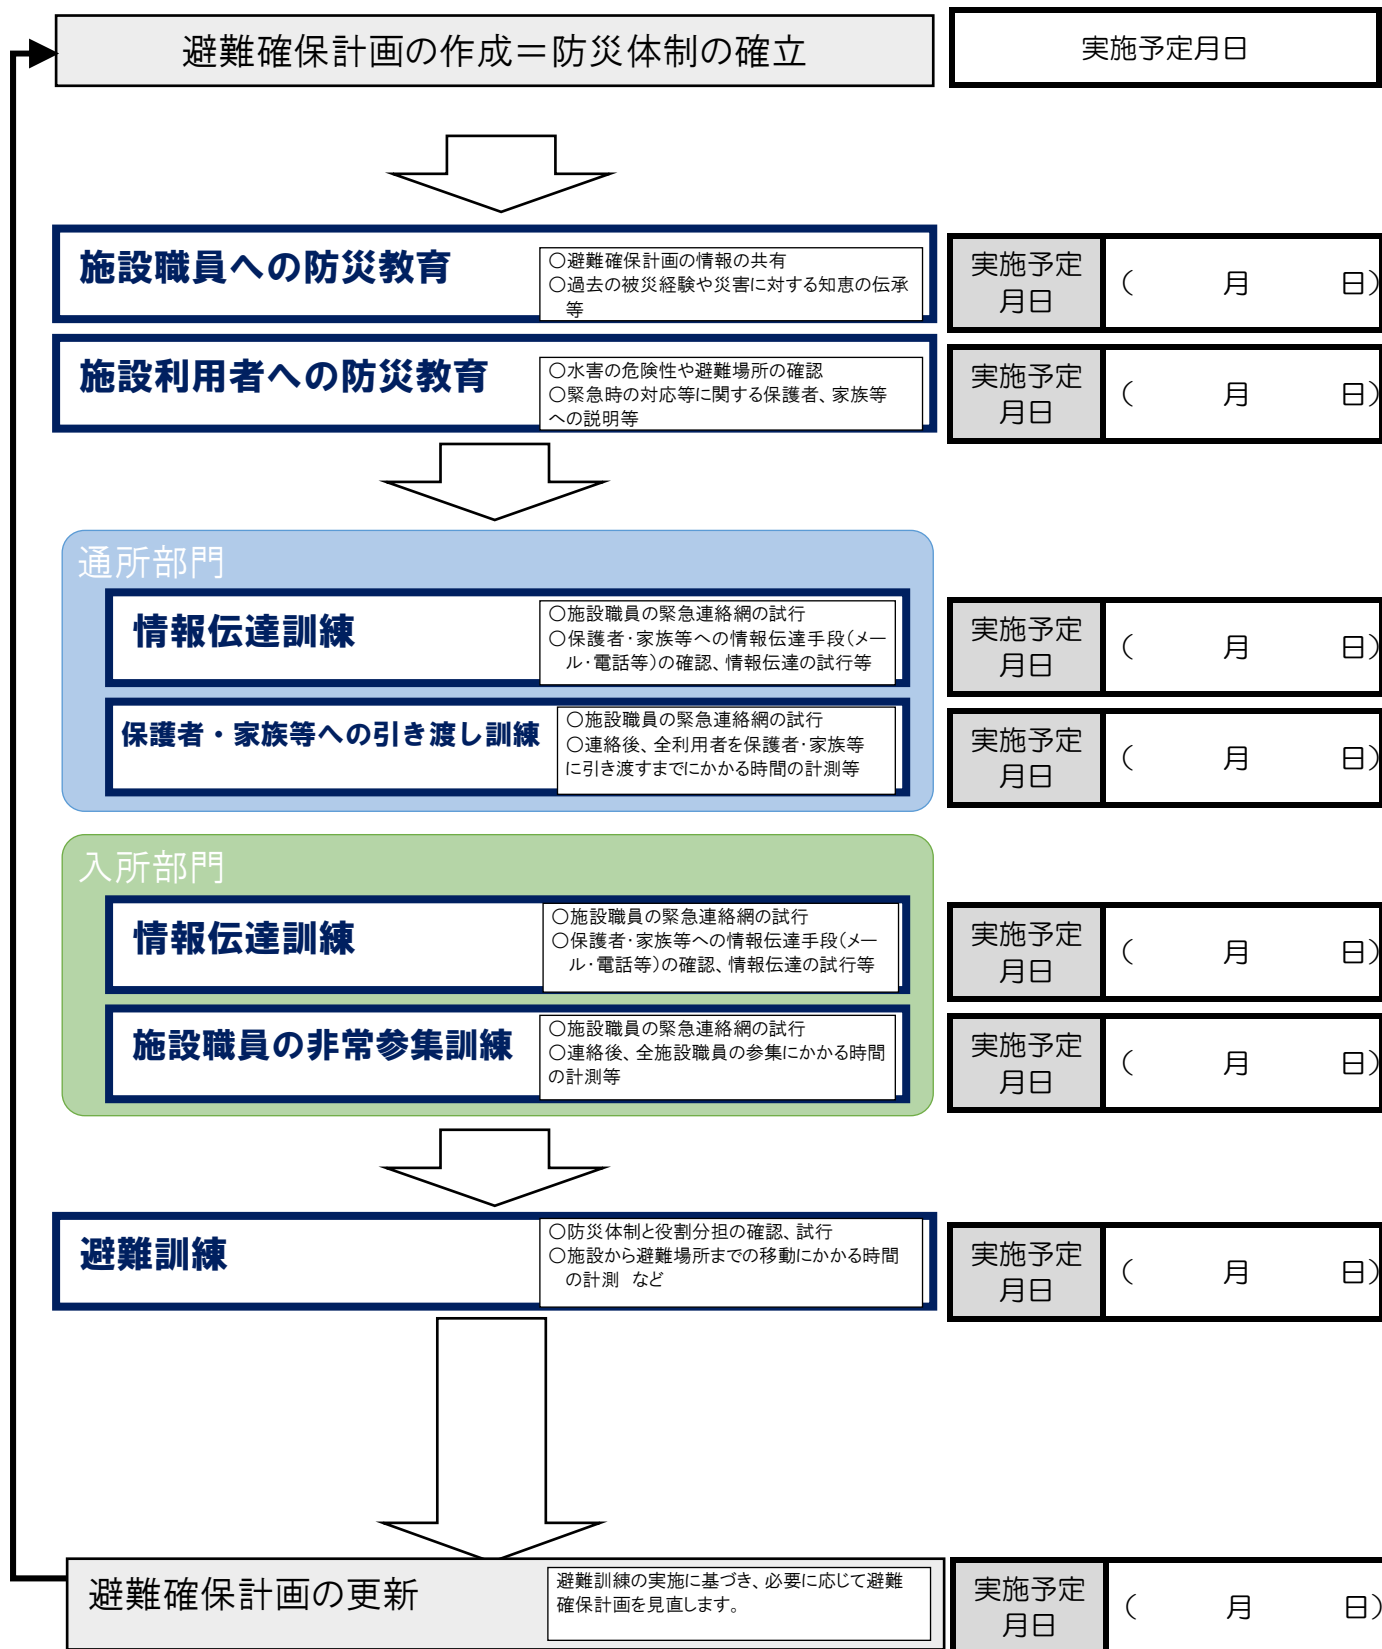 避難確保計画の作成＝防災体制の確立
実施予定月日
施設職員への防災教育
○避難確保計画の情報の共有
○過去の被災経験や災害に対する知恵の伝承
等
実施予定
月日
（　　月　　日）
施設利用者への防災教育
○水害の危険性や避難場所の確認
○緊急時の対応等に関する保護者、家族等
への説明等
実施予定
月日
（　　月　　日）
通所部門
情報伝達訓練
○施設職員の緊急連絡網の試行
○保護者・家族等への情報伝達手段（メー
ル・電話等）の確認、情報伝達の試行等
実施予定
月日
（　　月　　日）
保護者・家族等への引き渡し訓練
○施設職員の緊急連絡網の試行
○連絡後、全利用者を保護者・家族等
に引き渡すまでにかかる時間の計測等
実施予定
月日
（　　月　　日）
入所部門
情報伝達訓練
○施設職員の緊急連絡網の試行
○保護者・家族等への情報伝達手段（メー
ル・電話等）の確認、情報伝達の試行等
実施予定
月日
（　　月　　日）
施設職員の非常参集訓練
○施設職員の緊急連絡網の試行
○連絡後、全施設職員の参集にかかる時間
の計測等
実施予定
月日
（　　月　　日）
避難訓練
○防災体制と役割分担の確認、試行
○施設から避難場所までの移動にかかる時間
の計測　など
実施予定
月日
（　　月　　日）
避難確保計画の更新
避難訓練の実施に基づき、必要に応じて避難
確保計画を見直します。
実施予定
月日
（　　月　　日）